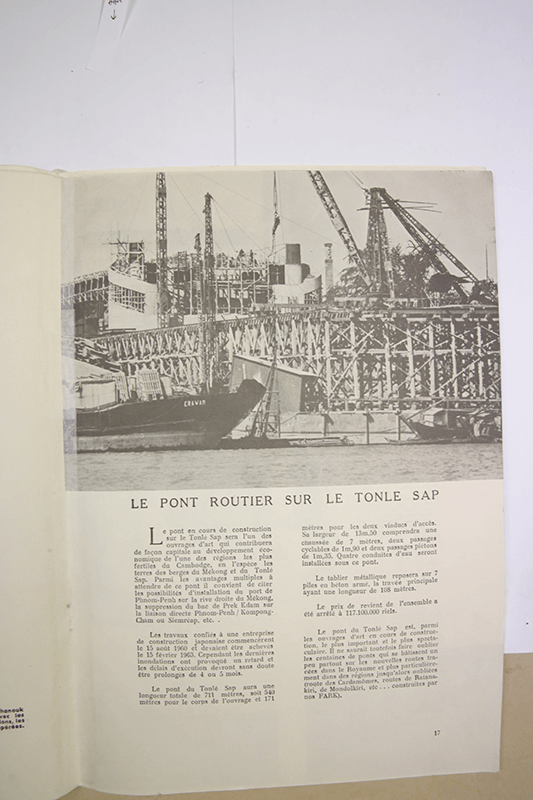 ERAWAN
LE PONT ROUTIER SUR LE TONLE SAP
Le pont en cours de construction
sur le Tonlé Sap sera l'un des
ouvrages d'art qui contribuera
de façon capitale au développement éco-
nomique de l'une des régions les plus
fertiles du Cambodge, en l'espèce les
terres des berges du Mékong et du Tonlé
Sap. Parmi les avantages multiples à
attendre de ce pont il convient de citer
les possibilités d'installation du port de
Phnom-Penh sur la rive droite du Mékong,
la suppression du bac de Prek Kdam sur
la liaison directe Phnom-Penh / Kompong-
Cham ou Siemreap, etc. .
Les travaux confiés à une entreprise
de construction japonaise commencèrent
le 15 août 1960 et devaient être achevés
le 15 février 1963. Cependant les dernières
inondations ont provoqué un retard et
les délais d'exécution devront sans doute
être prolongés de 4 ou 5 mois.
Le pont du Tonlé Sap aura une
longueur totale de 711 mètres, soit 540
mètres pour le corps de l'ouvrage et 171
mètres pour les deux viaducs d'accès.
Sa largeur de 13m,50 comprendra une
chaussée de 7 mètres, deux passages
cyclables de 1m,90 et deux passages piétons
de 1m,35. Quatre conduites d'eau seront
installées sous ce pont.
Le tablier métallique reposera sur 7
piles en béton armé, la travée principale
ayant une longueur de 108 mètres.
Le prix de revient de l'ensemble a
été arrêté à 117.100.000 riels.
Le pont du Tonlé Sap est, parmi
les ouvrages d'art en cours de construc-
tion, le plus important et le plus specta-
culaire. Il ne saurait toutefois faire oublier
les centaines de ponts qui se bâtissent un
peu partout sur les nouvelles routes tra-
cées dans le Royaume et plus particulière-
ment dans des régions jusqu'alors oubliées
(route des Cardamômes, routes de Ratana-
kiri, de Mondolkiri, etc... construites par
nos FARK).
17